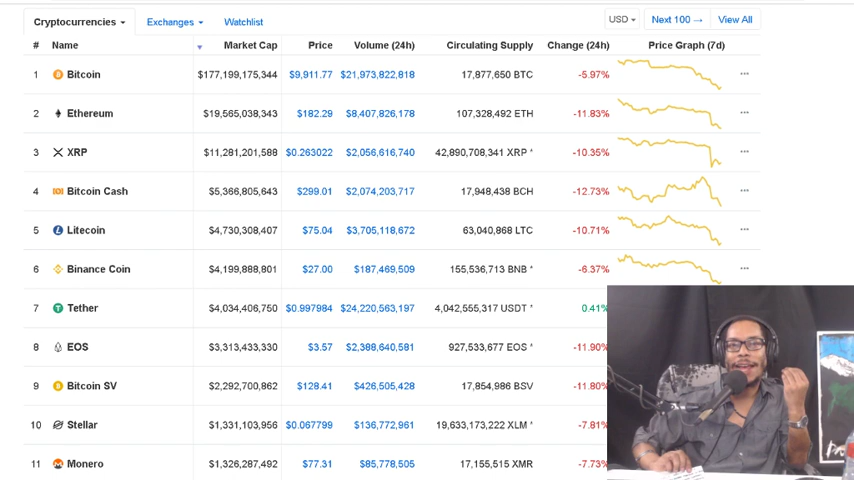 Cryptocurrencies Exchanges Watchlist USD Next 100 → View All
# Name Market Cap Price Volume (24h) Circulating Supply Change (24h) Price Graph (7d)
1 Bitcoin $177,199,175,344 $9,911.77 $21,973,822,818 17,877,650 BTC -5.97%
2 Ethereum $19,565,038,343 $182.29 $8,407,826,178 107,328,492 ETH -11.83%
3 XRP $11,281,201,588 $0.263022 $2,056,616,740 42,890,708,341 XRP * -10.35%
4 Bitcoin Cash $5,366,805,643 $299.01 $2,074,203,717 17,948,438 BCH -12.73%
5 Litecoin $4,730,308,407 $75.04 $3,705,118,672 63,040,868 LTC -10.71%
6 Binance Coin $4,199,888,801 $27.00 $187,469,509 155,536,713 BNB * -6.37%
7 Tether $4,034,406,750 $0.997984 $24,220,563,197 4,042,555,317 USDT * 0.41%
8 EOS $3,313,433,330 $3.57 $2,388,640,581 927,533,677 EOS * -11.90%
9 Bitcoin SV $2,292,700,862 $128.41 $426,505,428 17,854,986 BSV -11.80%
10 Stellar $1,331,103,956 $0.067799 $136,772,961 19,633,173,222 XLM * -7.81%
11 Monero $1,326,287,492 $77.31 $85,778,505 17,155,515 XMR -7.73%